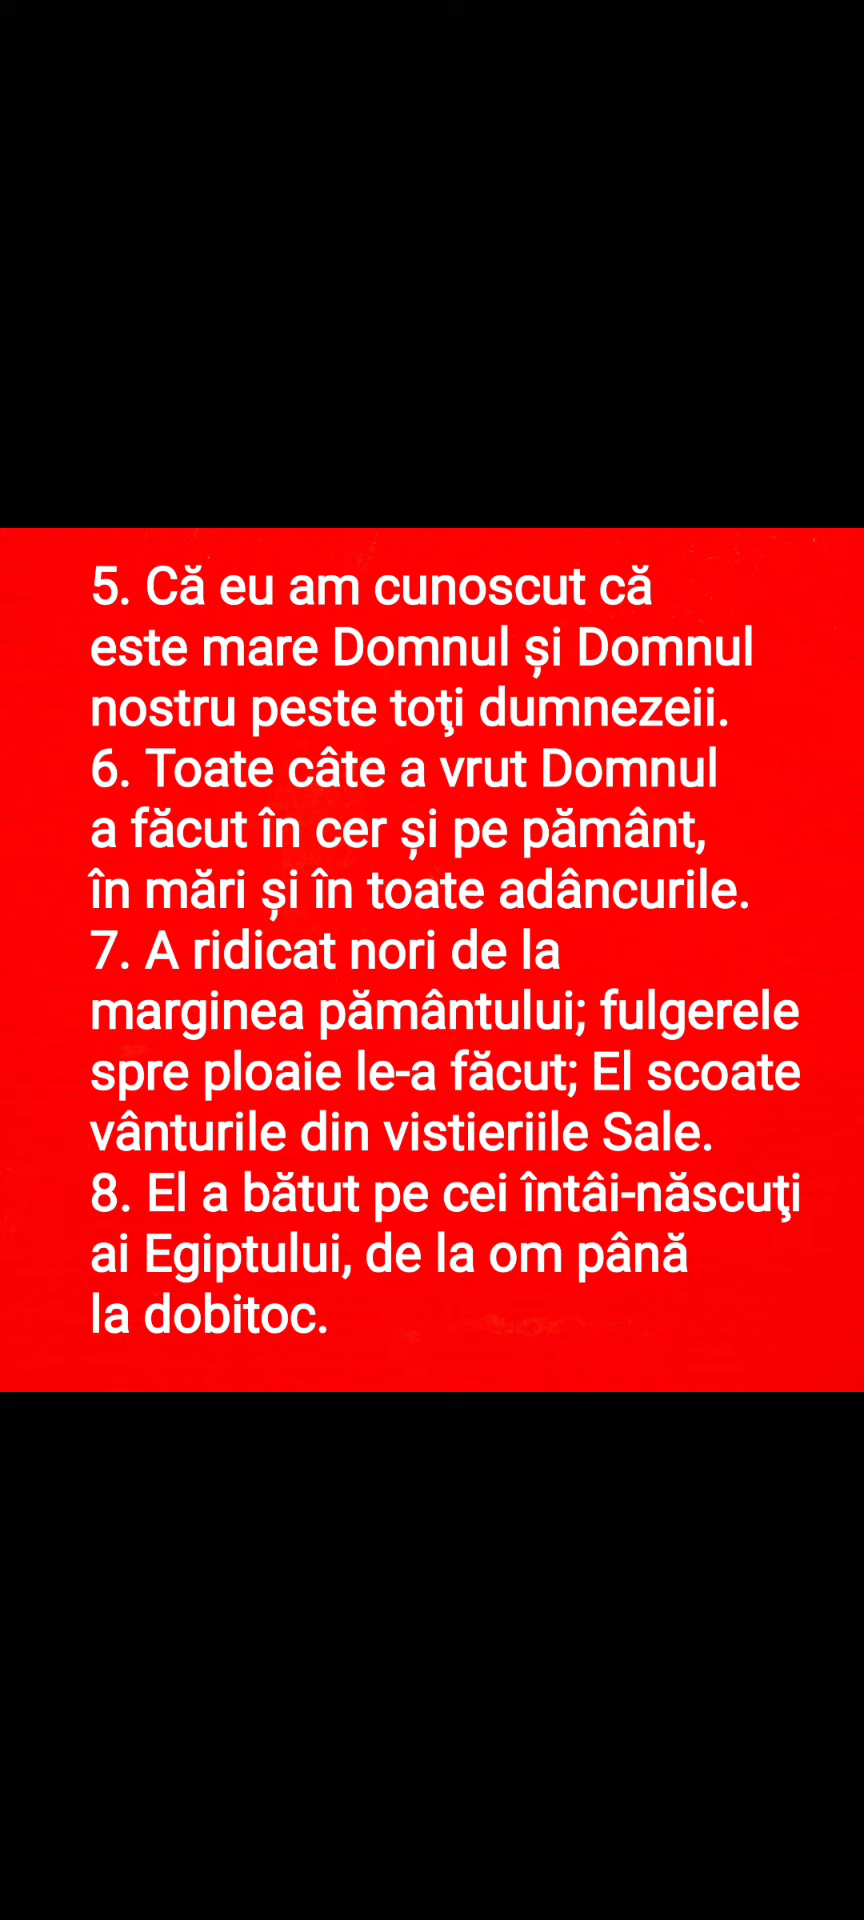 5. Că eu am cunoscut că
este mare Domnul și Domnul
nostru peste toţi dumnezeii.
6. Toate câte a vrut Domnul
a făcut în cer și pe pământ,
în mări și în toate adâncurile.
7. A ridicat nori de la
marginea pământului; fulgerele
spre ploaie le-a făcut; El scoate
vânturile din vistieriile Sale.
8. El a bătut pe cei întâi-născuţi
ai Egiptului, de la om până
la dobitoc.